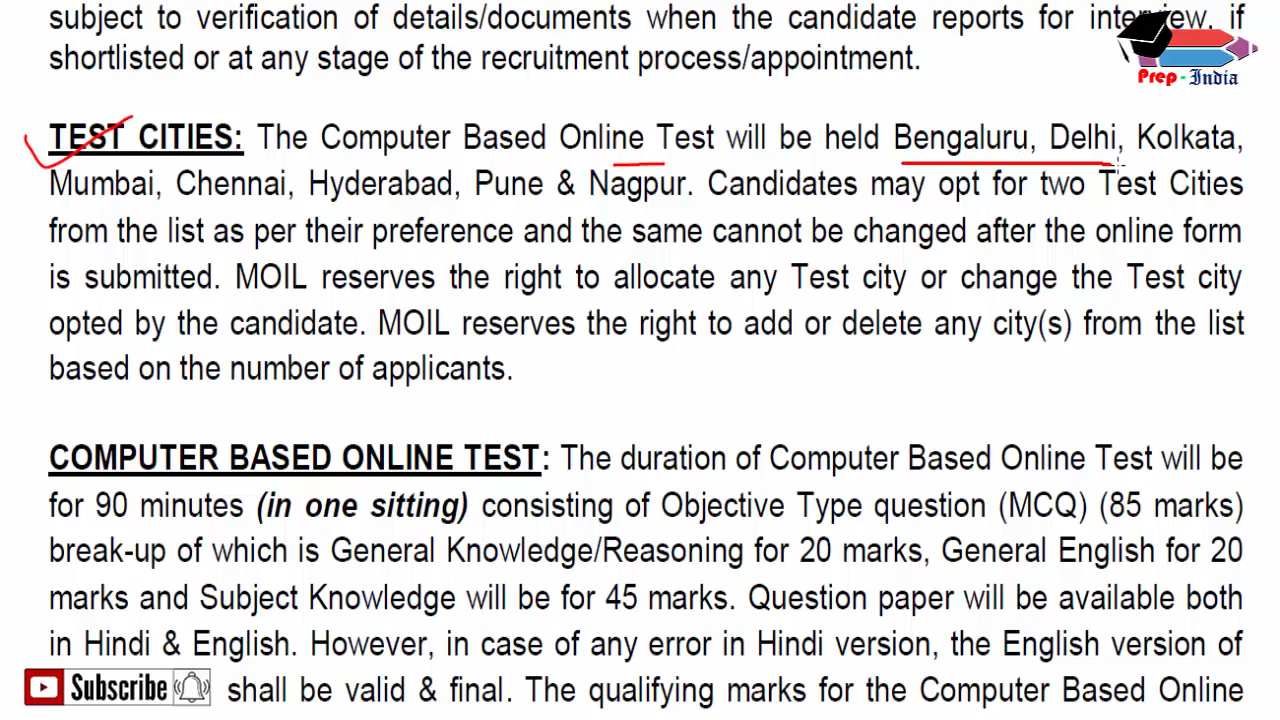 subject to verification of details/documents when the candidate reports for interview, if
shortlisted or at any stage of the recruitment process/appointment.
Prep - India
TEST CITIES: The Computer Based Online Test will be held Bengaluru, Delhi, Kolkata,
Mumbai, Chennai, Hyderabad, Pune & Nagpur. Candidates may opt for two Test Cities
from the list as per their preference and the same cannot be changed after the online form
is submitted. MOIL reserves the right to allocate any Test city or change the Test city
opted by the candidate. MOIL reserves the right to add or delete any city(s) from the list
based on the number of applicants.
COMPUTER BASED ONLINE TEST: The duration of Computer Based Online Test will be
for 90 minutes (in one sitting) consisting of Objective Type question (MCQ) (85 marks)
break-up of which is General Knowledge/Reasoning for 20 marks, General English for 20
marks and Subject Knowledge will be for 45 marks. Question paper will be available both
in Hindi & English. However, in case of any error in Hindi version, the English version of
Subscribe
shall be valid & final. The qualifying marks for the Computer Based Online